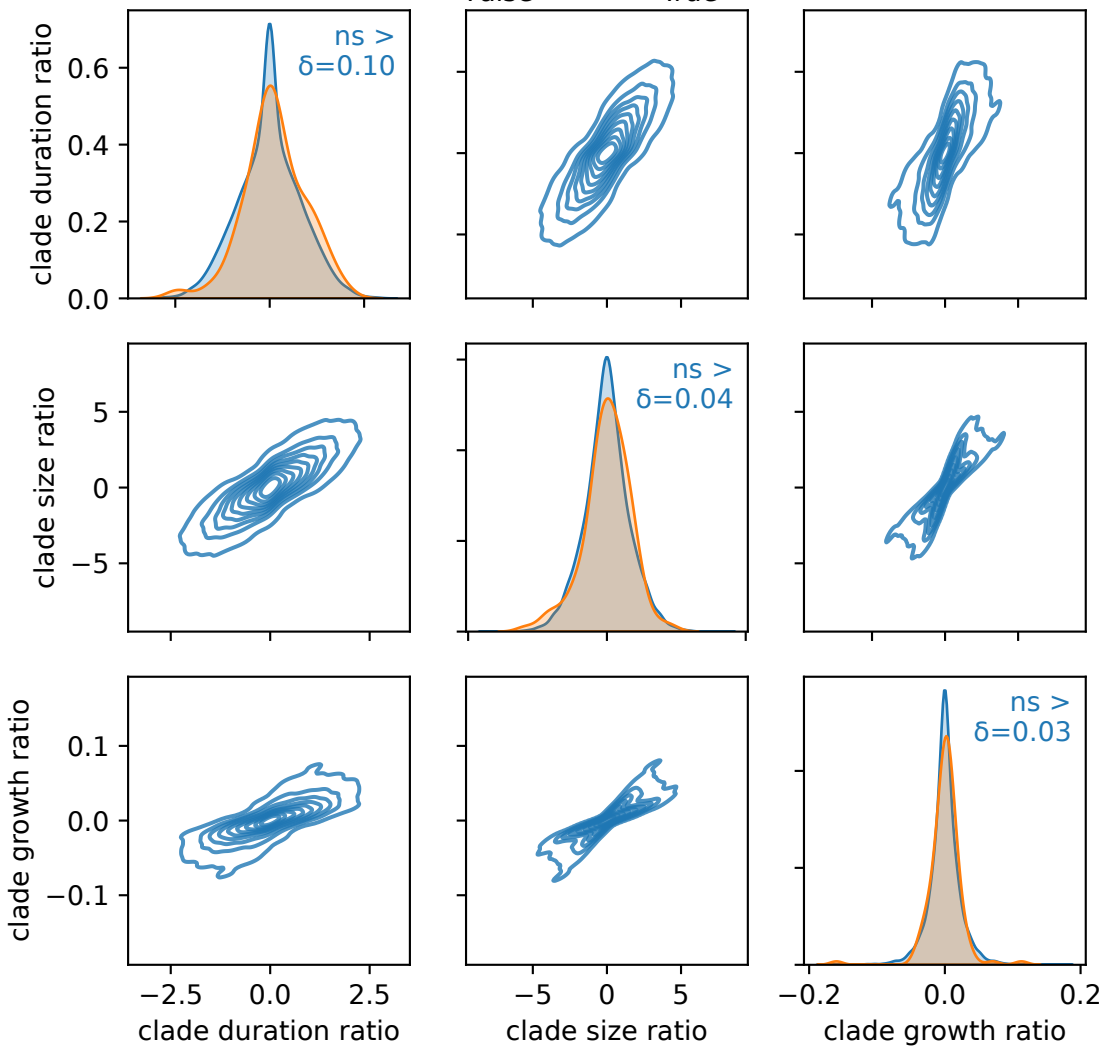 clade duration ratio
0.6
0.4
0.2
0.0
ns >
δ=0.10
clade size ratio
5
0
−5
ns >
δ=0.04
clade growth ratio
0.1
0.0
−0.1
ns >
δ=0.03
−2.5
0.0
2.5
−5
0
5
−0.2
0.0
0.2
clade duration ratio
clade size ratio
clade growth ratio